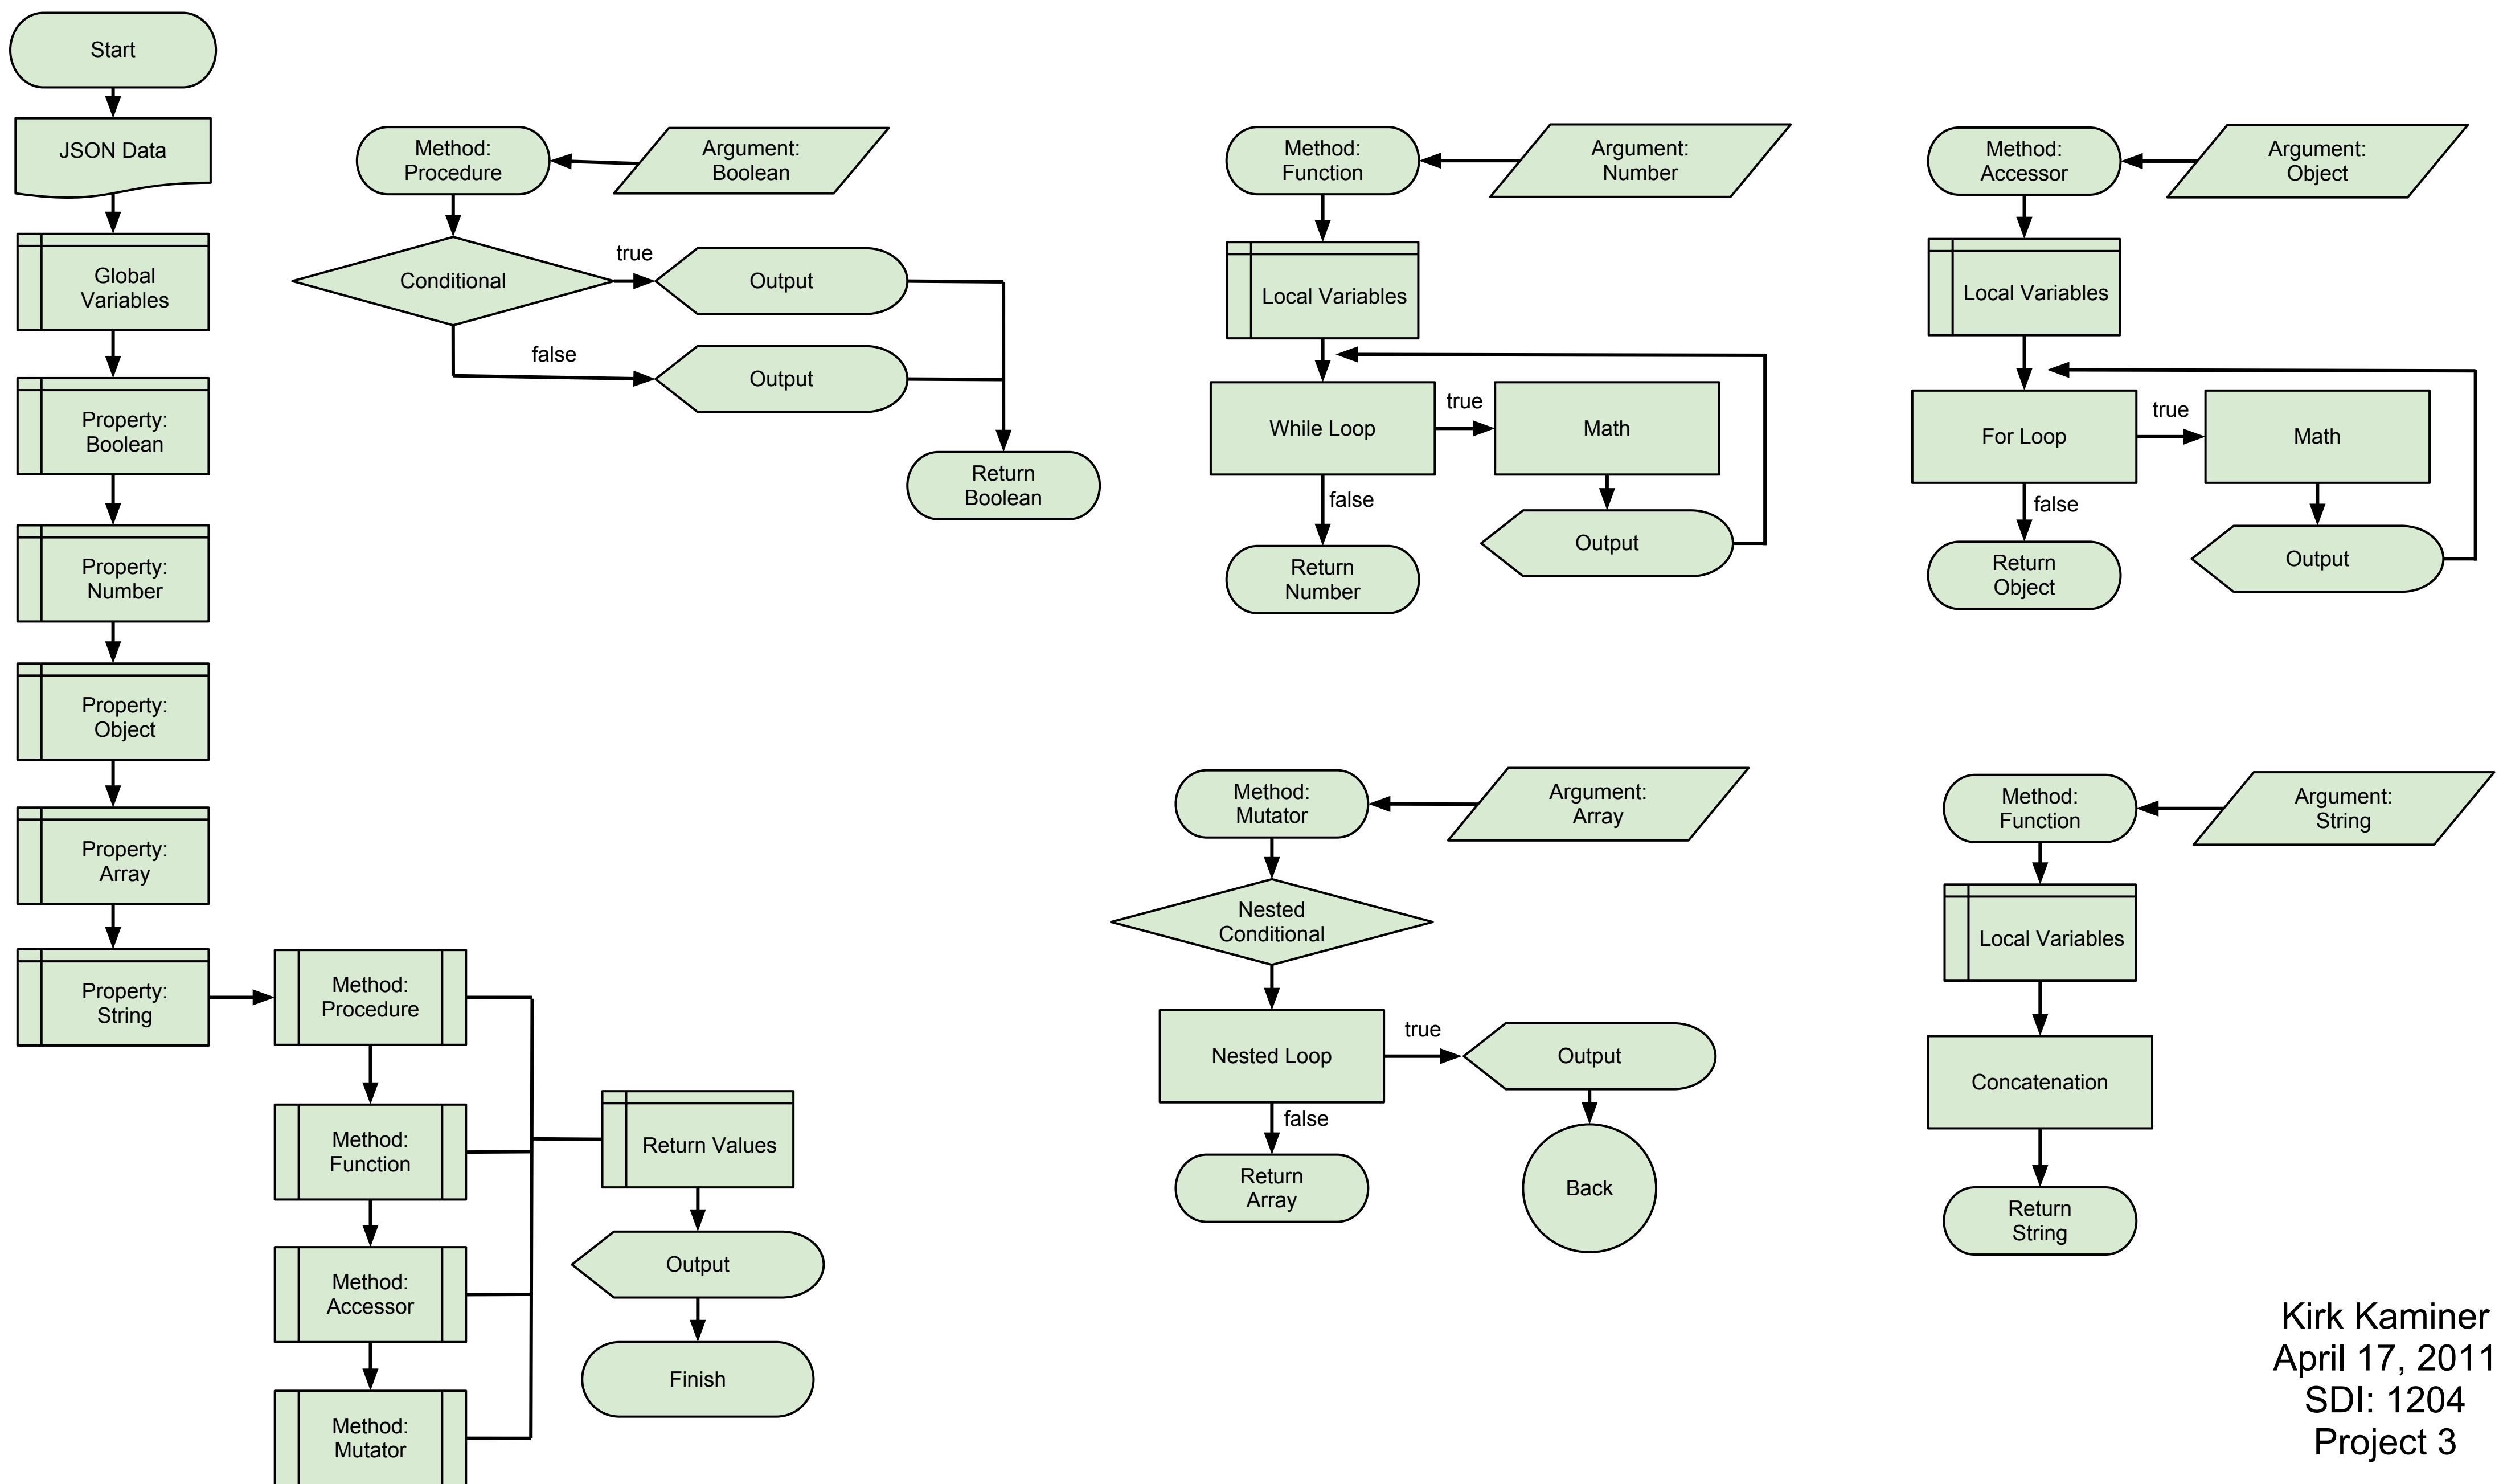 Start
JSON Data
Global
Variables
Property:
Boolean
Property:
Number
Property:
Object
Property:
Array
Property:
String
Method:
Procedure
Method:
Function
Method:
Accessor
Method:
Mutator
Return Values
Output
Finish
Method:
Procedure
Argument:
Boolean
Conditional
true
Output
false
Output
Return
Boolean
Method:
Function
Argument:
Number
Local Variables
While Loop
true
Math
false
Output
Return
Number
Method:
Accessor
Argument:
Object
Local Variables
For Loop
true
Math
false
Output
Return
Object
Method:
Mutator
Argument:
Array
Nested
Conditional
Nested Loop
true
Output
false
Return
Array
Back
Method:
Function
Argument:
String
Local Variables
Concatenation
Return
String
Kirk Kaminer
April 17, 2011
SDI: 1204
Project 3